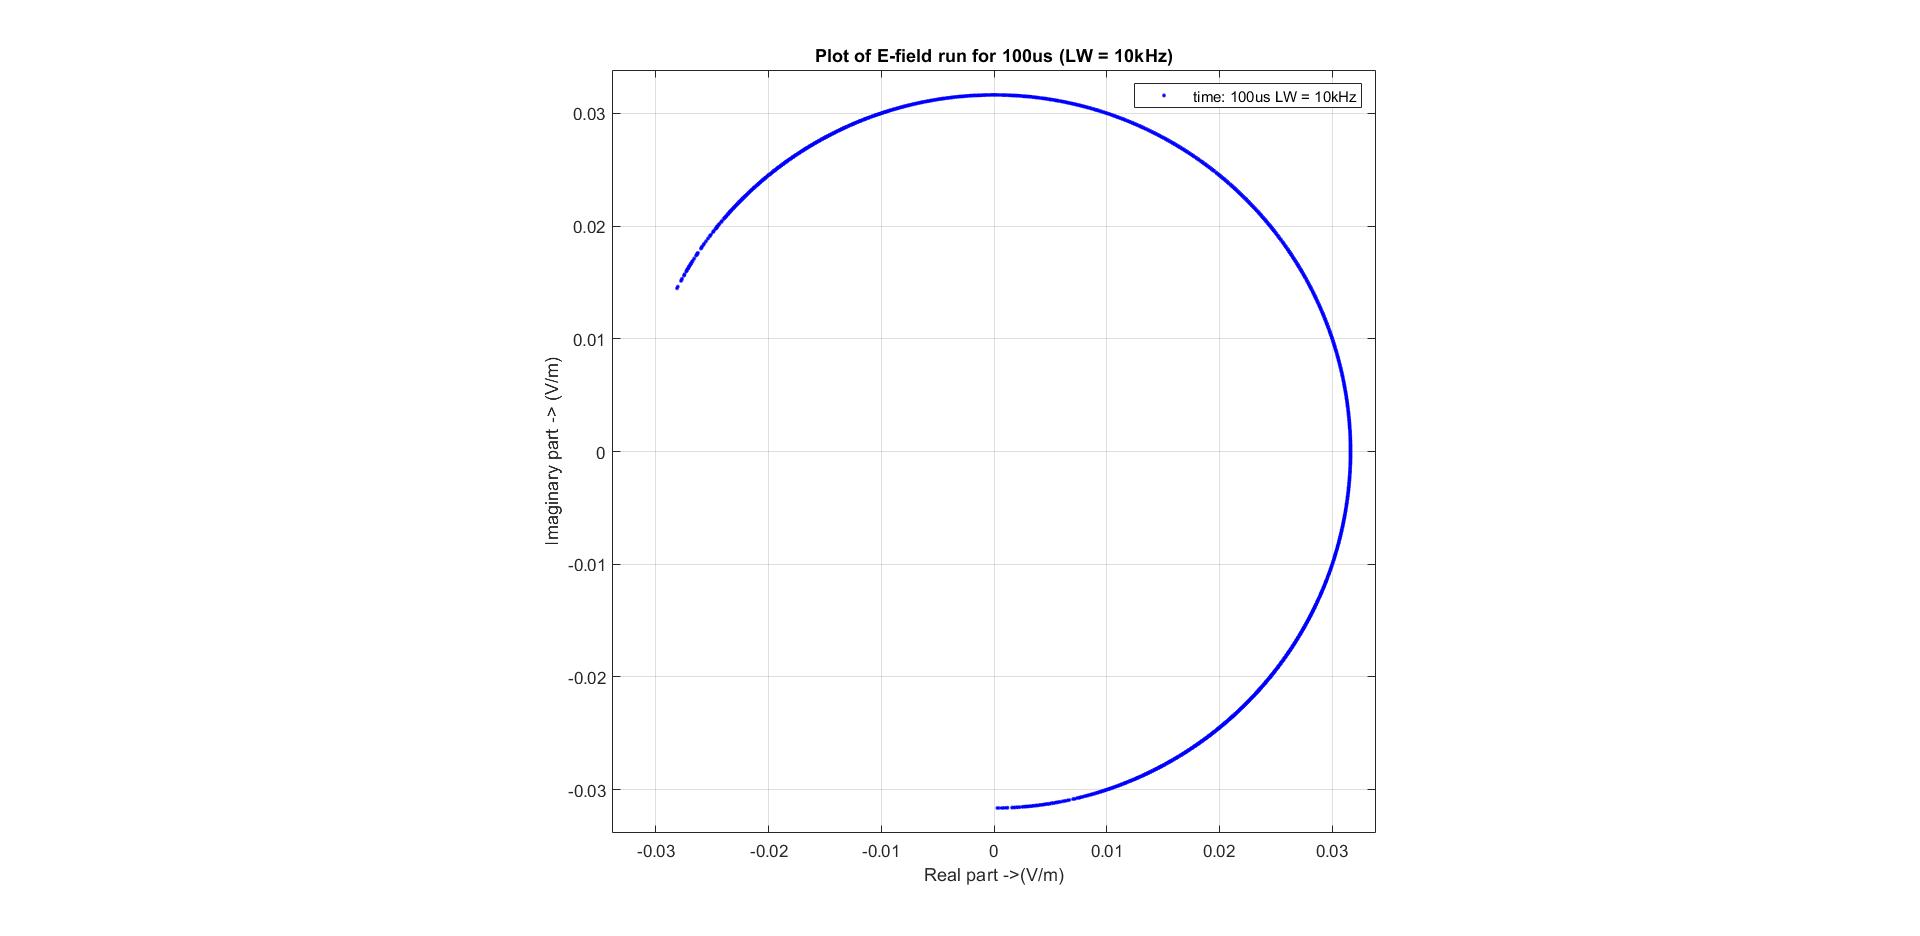 Plot of E-field run for 100us (LW = 10kHz)
time: 100us LW = 10kHz
0.03
0.02
0.01
0
-0.01
-0.02
-0.03
Imaginary part -> (V/m)
-0.03 -0.02 -0.01 0 0.01 0.02 0.03
Real part ->(V/m)